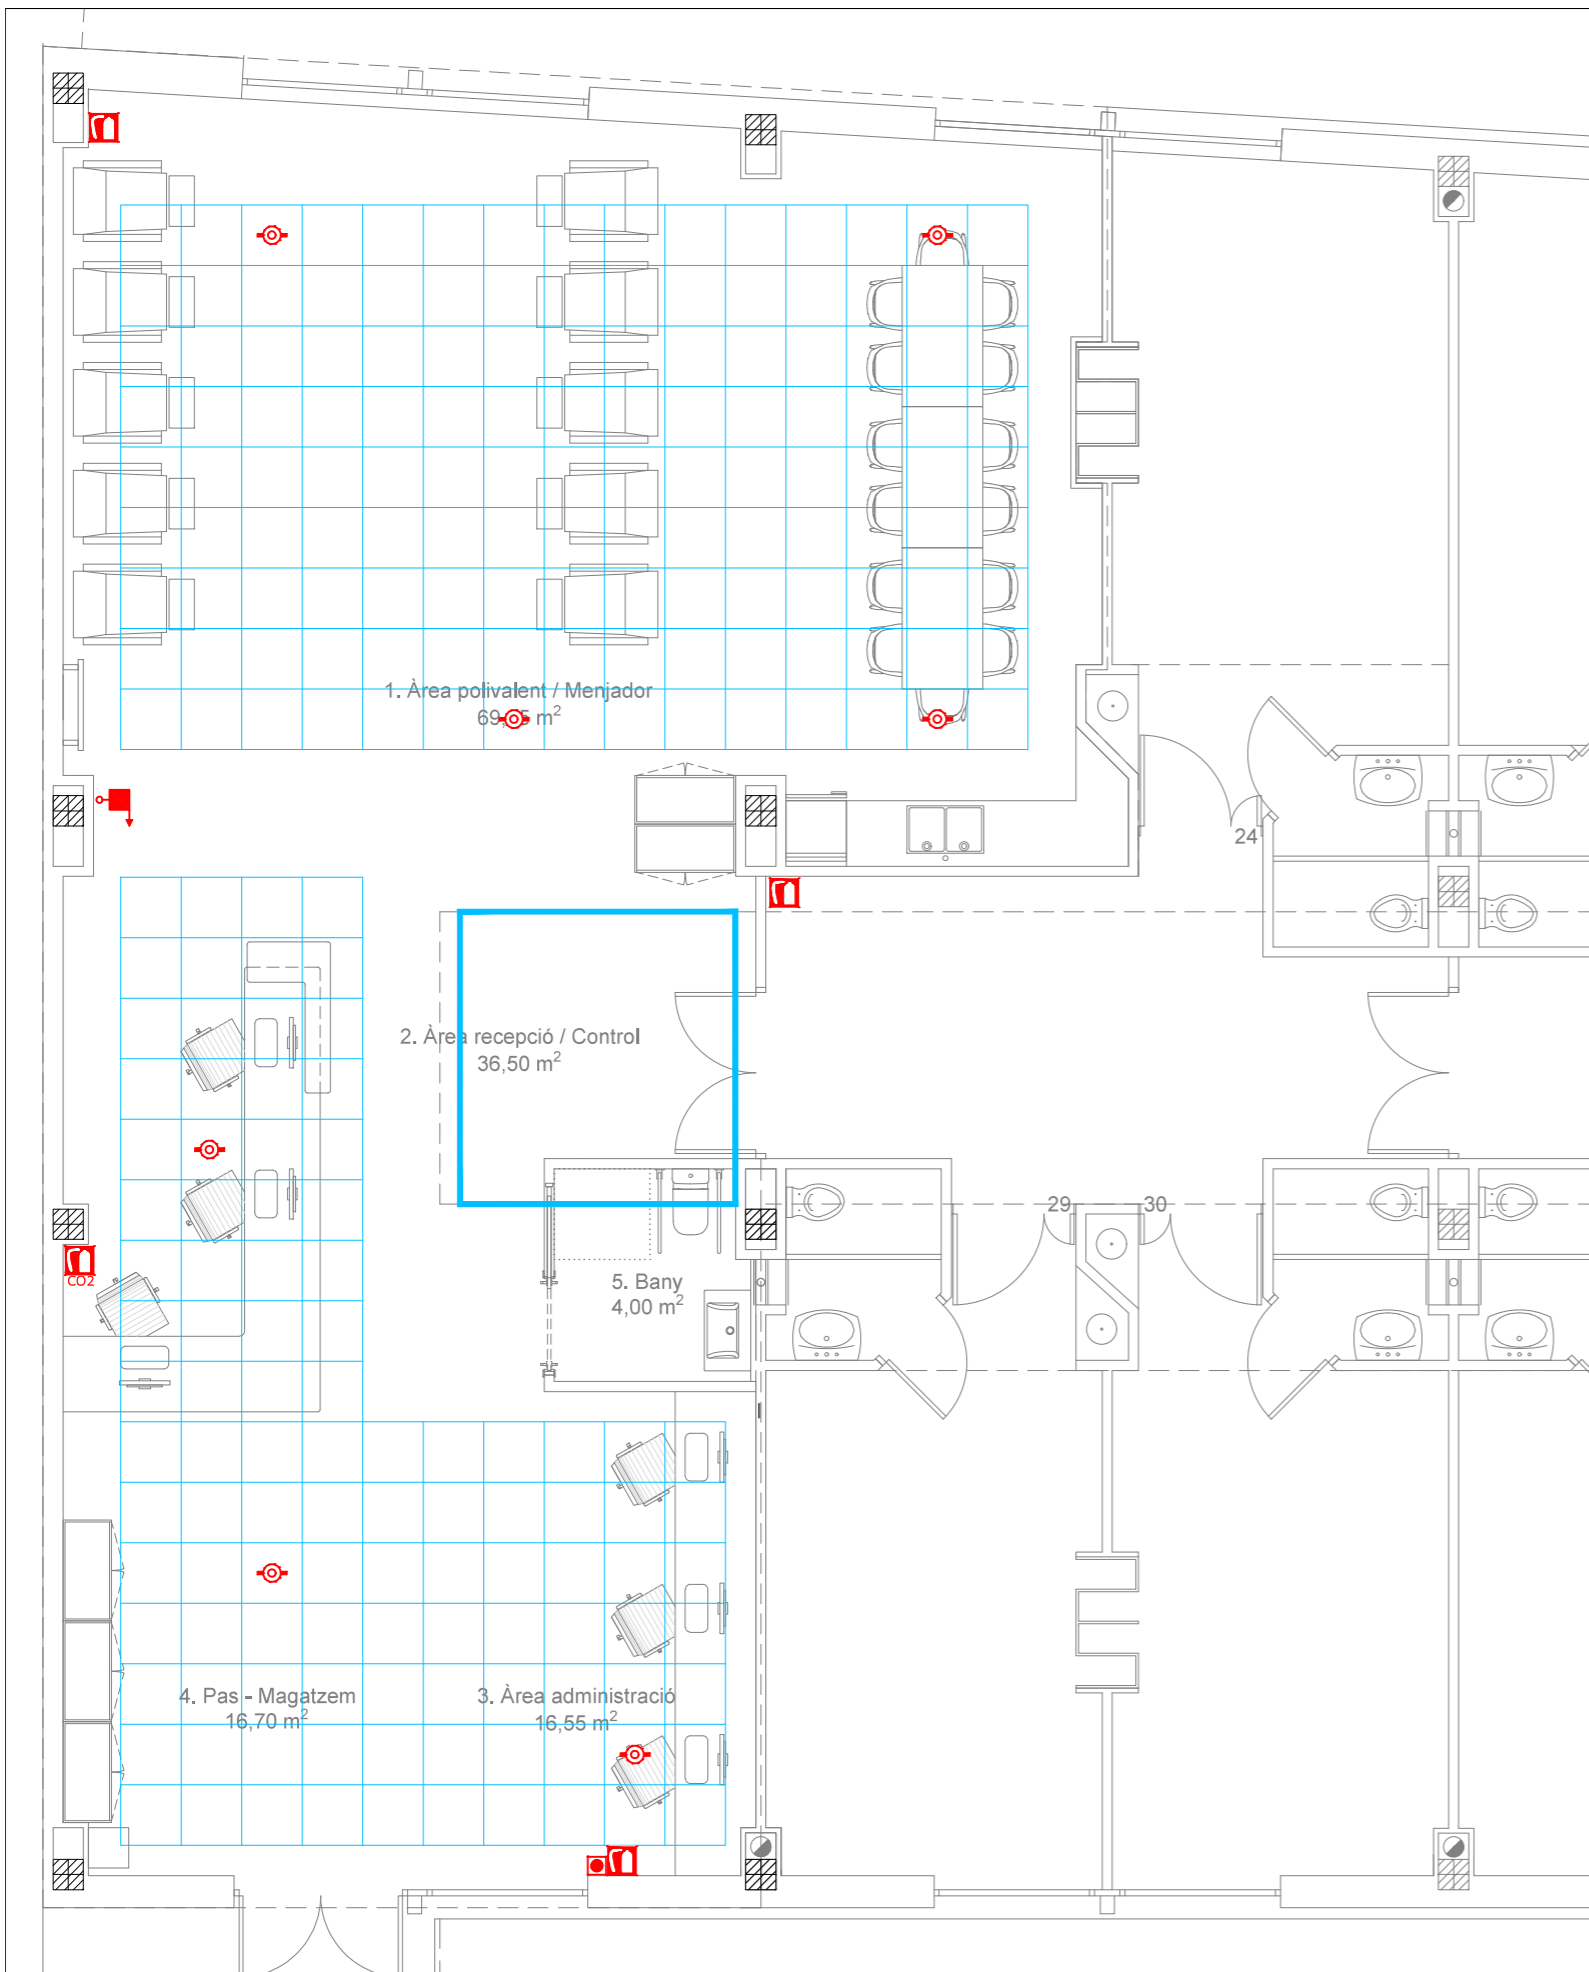 1. Àrea polivalent / Menjador
m²
24
2. Àrea recepció / Control
36,50 m²
29
30
CO2
5. Bany
4,00 m²
4. Pas - Magatzem
16,70 m²
3. Àrea administració
16,55 m²